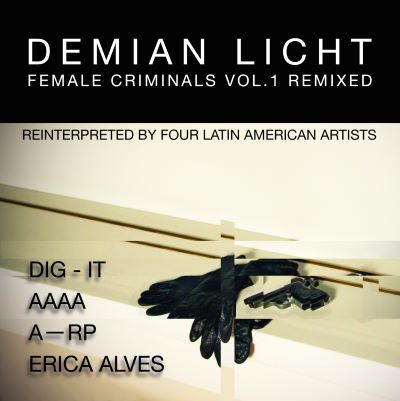 DEMIAN LICHT
FEMALE CRIMINALS VOL.1 REMIXED
REINTERPRETED BY FOUR LATIN AMERICAN ARTISTS
DIG - IT
AAAA
A—RP
ERICA ALVES